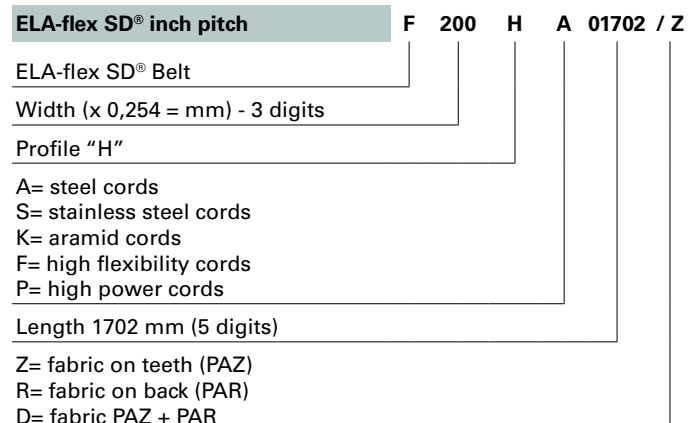 ELA-flex SD® inch pitch F 200 H A 01702 / Z
ELA-flex SD® Belt
Width (x 0,254 = mm) - 3 digits
Profile “H”
A= steel cords
S= stainless steel cords
K= aramid cords
F= high flexibility cords
P= high power cords
Length 1702 mm (5 digits)
Z= fabric on teeth (PAZ)
R= fabric on back (PAR)
D= fabric PAZ + PAR